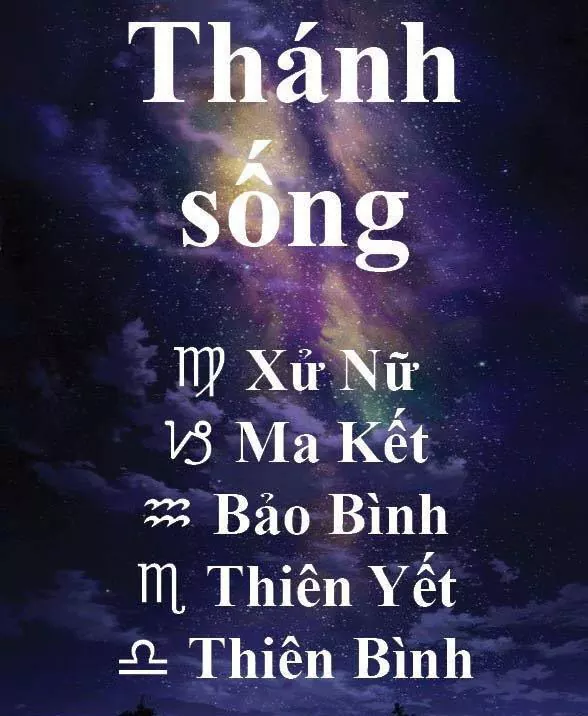 Thánh
sống
♍ Xử Nữ
♑ Ma Kết
♒ Bảo Bình
♏ Thiên Yết
♎ Thiên Bình